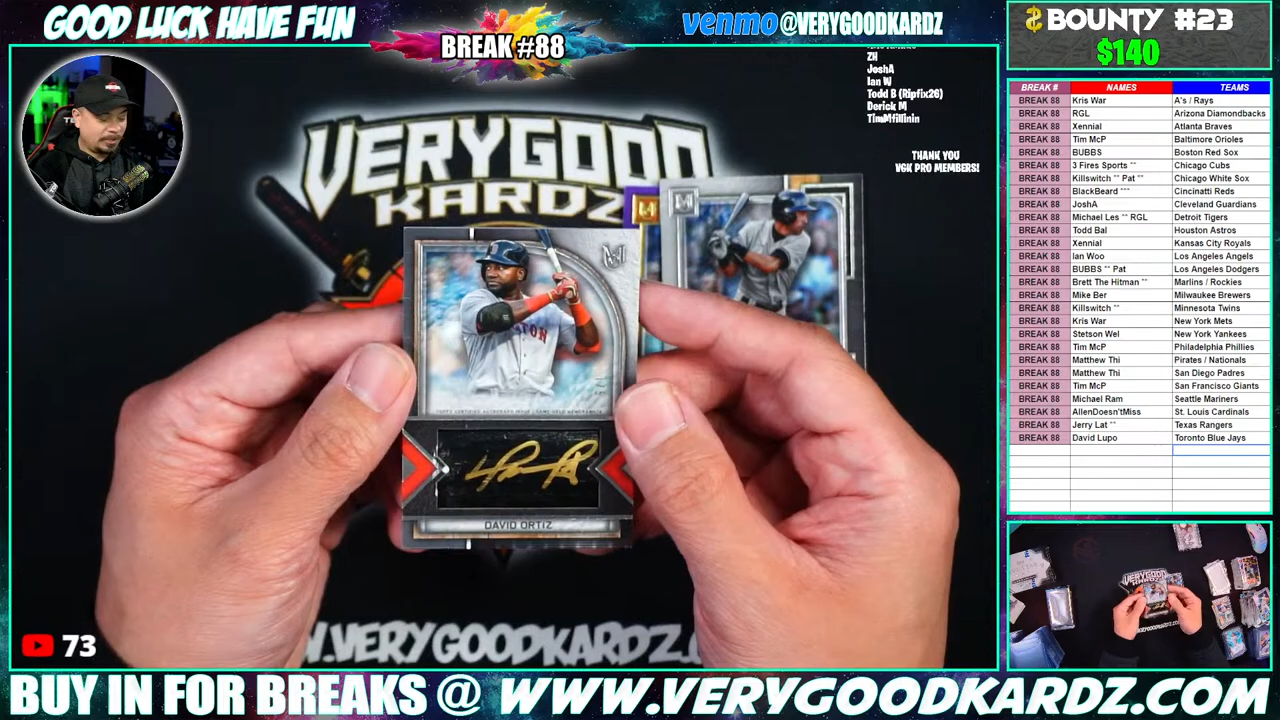 GOOD LUCK HAVE FUN
BREAK #88
venmo@VERYGOODKARDZ
$ BOUNTY #23
$140
ZH
JoshA
Ian W
Todd B (Ripfix26)
Derick M
TimMfillinin
THANK YOU
VGK PRO MEMBERS!
VERYGOOD
KARDZ
BREAK # NAMES TEAMS
BREAK 88 Kris War A's / Rays
BREAK 88 RGL Arizona Diamondbacks
BREAK 88 Xennial Atlanta Braves
BREAK 88 Tim McP Baltimore Orioles
BREAK 88 BUBBS Boston Red Sox
BREAK 88 3 Fires Sports ** Chicago Cubs
BREAK 88 Killswitch ** Pat ** Chicago White Sox
BREAK 88 BlackBeard *** Cincinatti Reds
BREAK 88 JoshA Cleveland Guardians
BREAK 88 Michael Les ** RGL Detroit Tigers
BREAK 88 Todd Bal Houston Astros
BREAK 88 Xennial Kansas City Royals
BREAK 88 Ian Woo Los Angeles Angels
BREAK 88 BUBBS ** Pat Los Angeles Dodgers
BREAK 88 Brett The Hitman ** Marlins / Rockies
BREAK 88 Mike Ber Milwaukee Brewers
BREAK 88 Killswitch ** Minnesota Twins
BREAK 88 Kris War New York Mets
BREAK 88 Stetson Wel New York Yankees
BREAK 88 Tim McP Philadelphia Phillies
BREAK 88 Matthew Thi Pirates / Nationals
BREAK 88 Matthew Thi San Diego Padres
BREAK 88 Tim McP San Francisco Giants
BREAK 88 Michael Ram Seattle Mariners
BREAK 88 AllenDoesn'tMiss St. Louis Cardinals
BREAK 88 Jerry Lat ** Texas Rangers
BREAK 88 David Lupo Toronto Blue Jays
DAVID ORTIZ
73
WWW.VERYGOODKARDZ.C
BUY IN FOR BREAKS @ WWW.VERYGOODKARDZ.COM